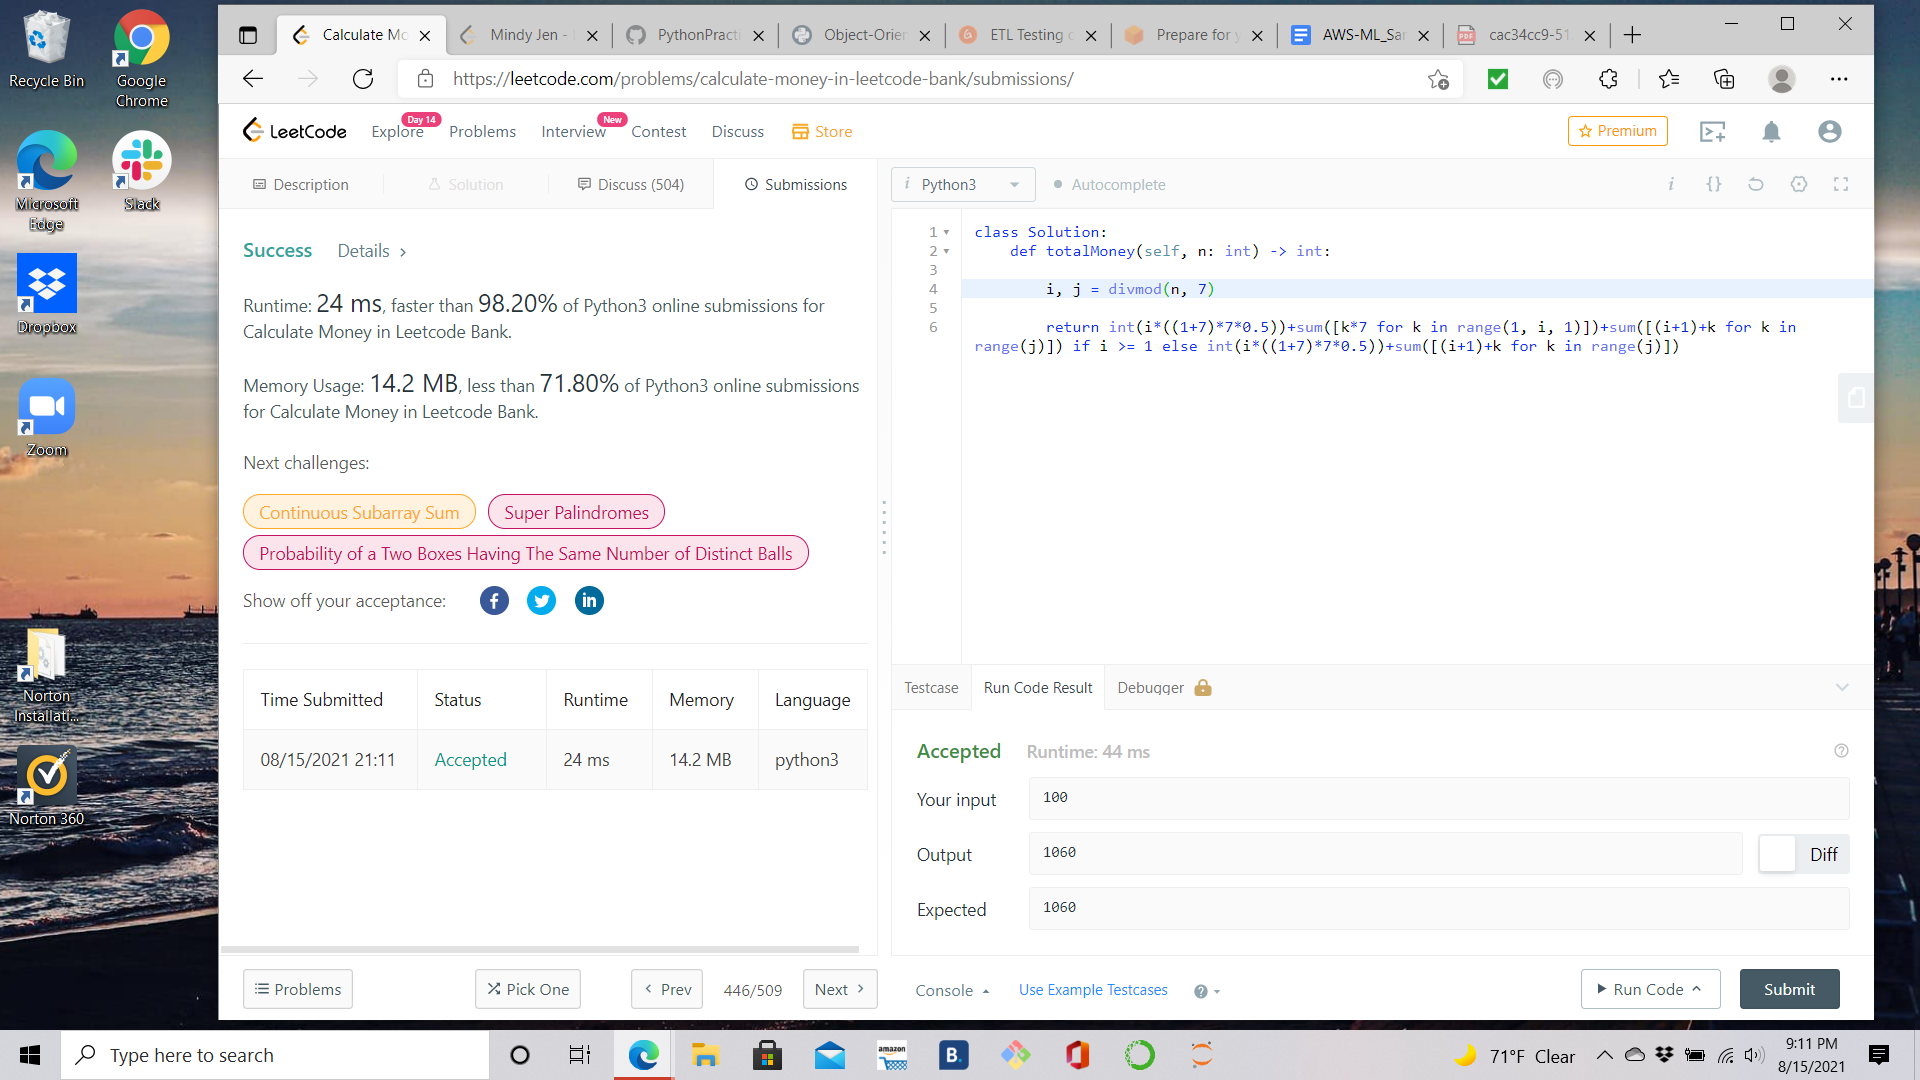 Recycle Bin
Google
Chrome
Microsoft
Edge
Slack
Dropbox
Zoom
Norton
Installati...
Norton 360
Calculate Mo
Mindy Jen -
PythonPracti
Object-Orien
ETL Testing
Prepare for
AWS-ML_Sa
cac34cc9-51
https://leetcode.com/problems/calculate-money-in-leetcode-bank/submissions/
LeetCode
Explore
Day 14
Problems
Interview
New
Contest
Discuss
Store
Premium
Description
Solution
Discuss (504)
Submissions
i Python3
Autocomplete
i {}
Success
Details >
Runtime: 24 ms, faster than 98.20% of Python3 online submissions for
Calculate Money in Leetcode Bank.
Memory Usage: 14.2 MB, less than 71.80% of Python3 online submissions
for Calculate Money in Leetcode Bank.
Next challenges:
Continuous Subarray Sum
Super Palindromes
Probability of a Two Boxes Having The Same Number of Distinct Balls
Show off your acceptance:
f
in
Time Submitted Status Runtime Memory Language
08/15/2021 21:11 Accepted 24 ms 14.2 MB python3
1 class Solution:
2 def totalMoney(self, n: int) -> int:
3
4 i, j = divmod(n, 7)
5
6 return int(i*((1+7)*7*0.5))+sum([k*7 for k in range(1, i, 1)])+sum([(i+1)+k for k in
range(j)]) if i >= 1 else int(i*((1+7)*7*0.5))+sum([(i+1)+k for k in range(j)])
Testcase
Run Code Result
Debugger
Accepted
Runtime: 44 ms
Your input
100
Output
1060
Diff
Expected
1060
Problems
Pick One
< Prev
446/509
Next >
Console
Use Example Testcases
Run Code
Submit
Type here to search
amazon
B.
71°F Clear
9:11 PM
8/15/2021